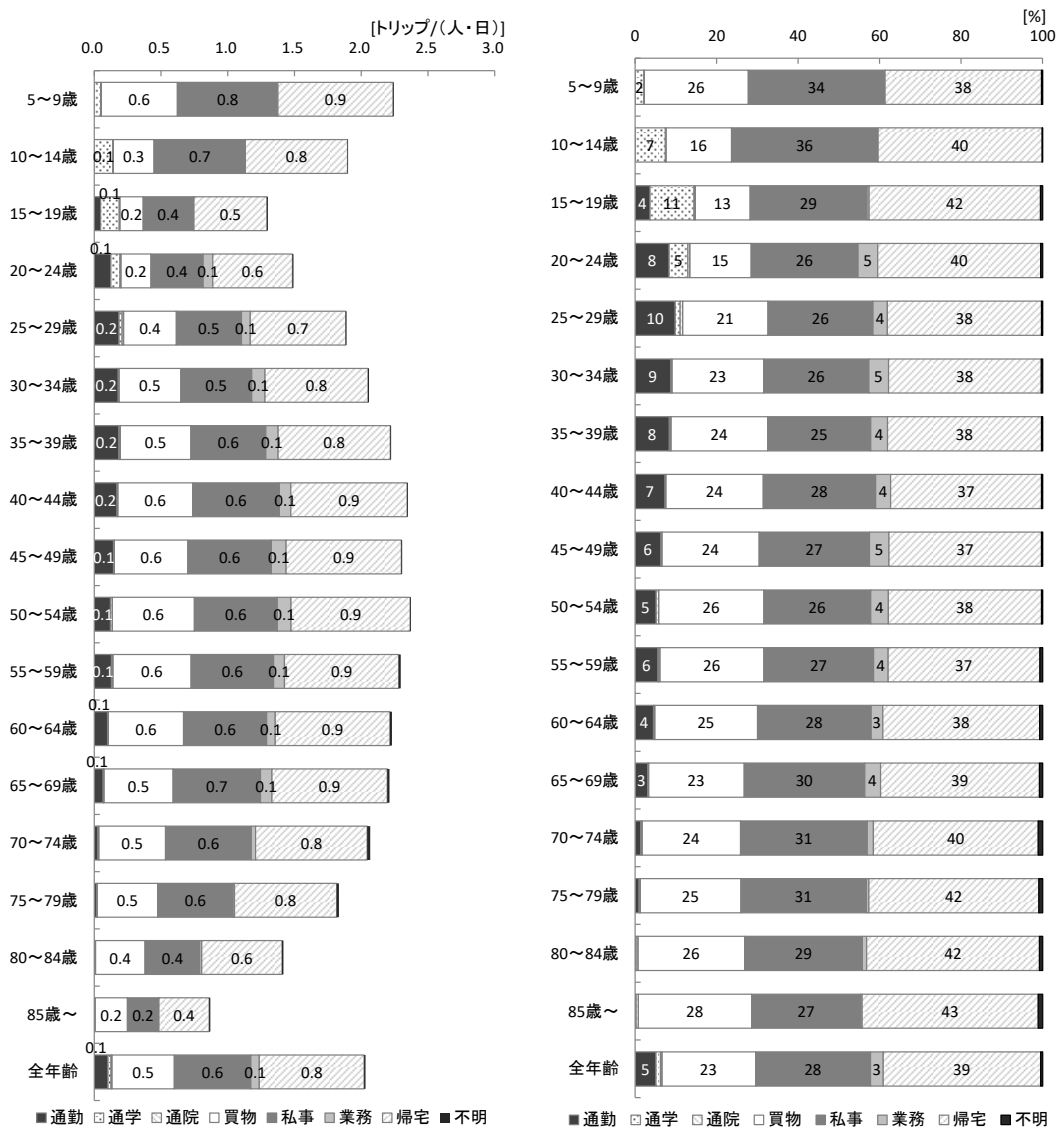 [トリップ/(人・日)]
0.0 0.5 1.0 1.5 2.0 2.5 3.0
5～9歳 0.6 0.8 0.9
10～14歳 0.1 0.3 0.7 0.8
15～19歳 0.1 0.2 0.4 0.5
20～24歳 0.1 0.2 0.4 0.1 0.6
25～29歳 0.2 0.4 0.5 0.1 0.7
30～34歳 0.2 0.5 0.5 0.1 0.8
35～39歳 0.2 0.5 0.6 0.1 0.8
40～44歳 0.2 0.6 0.6 0.1 0.9
45～49歳 0.1 0.6 0.6 0.1 0.9
50～54歳 0.1 0.6 0.6 0.1 0.9
55～59歳 0.1 0.6 0.6 0.1 0.9
60～64歳 0.1 0.6 0.6 0.1 0.9
65～69歳 0.1 0.5 0.7 0.1 0.9
70～74歳 0.5 0.6 0.8
75～79歳 0.5 0.6 0.8
80～84歳 0.4 0.4 0.6
85歳～ 0.2 0.2 0.4
全年齢 0.1 0.5 0.6 0.1 0.8
■通勤 通学 通院 □買物 ■私事 業務 帰宅 ■不明
[%]
0 20 40 60 80 100
5～9歳 2 26 34 38
10～14歳 7 16 36 40
15～19歳 4 11 13 29 42
20～24歳 8 5 15 26 5 40
25～29歳 10 21 26 4 38
30～34歳 9 23 26 5 38
35～39歳 8 24 25 4 38
40～44歳 7 24 28 4 37
45～49歳 6 24 27 5 37
50～54歳 5 26 26 4 38
55～59歳 6 26 27 4 37
60～64歳 4 25 28 3 38
65～69歳 3 23 30 4 39
70～74歳 24 31 40
75～79歳 25 31 42
80～84歳 26 29 42
85歳～ 28 27 43
全年齢 5 23 28 3 39
■通勤 通学 通院 □買物 ■私事 業務 帰宅 ■不明